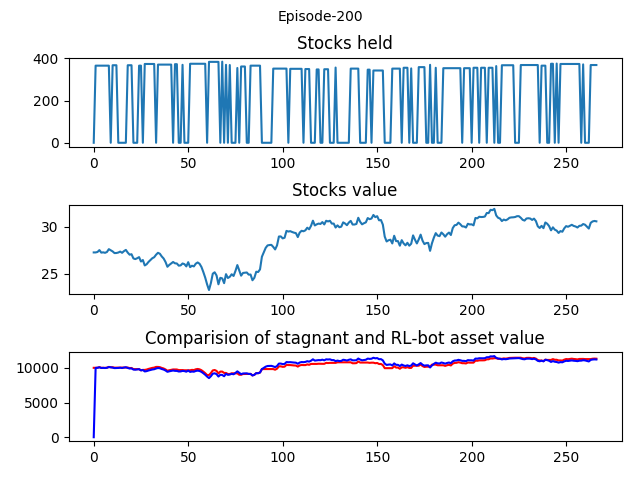 Episode-200
Stocks held
400
200
0
0 50 100 150 200 250
Stocks value
30
25
0 50 100 150 200 250
Comparision of stagnant and RL-bot asset value
10000
5000
0
0 50 100 150 200 250